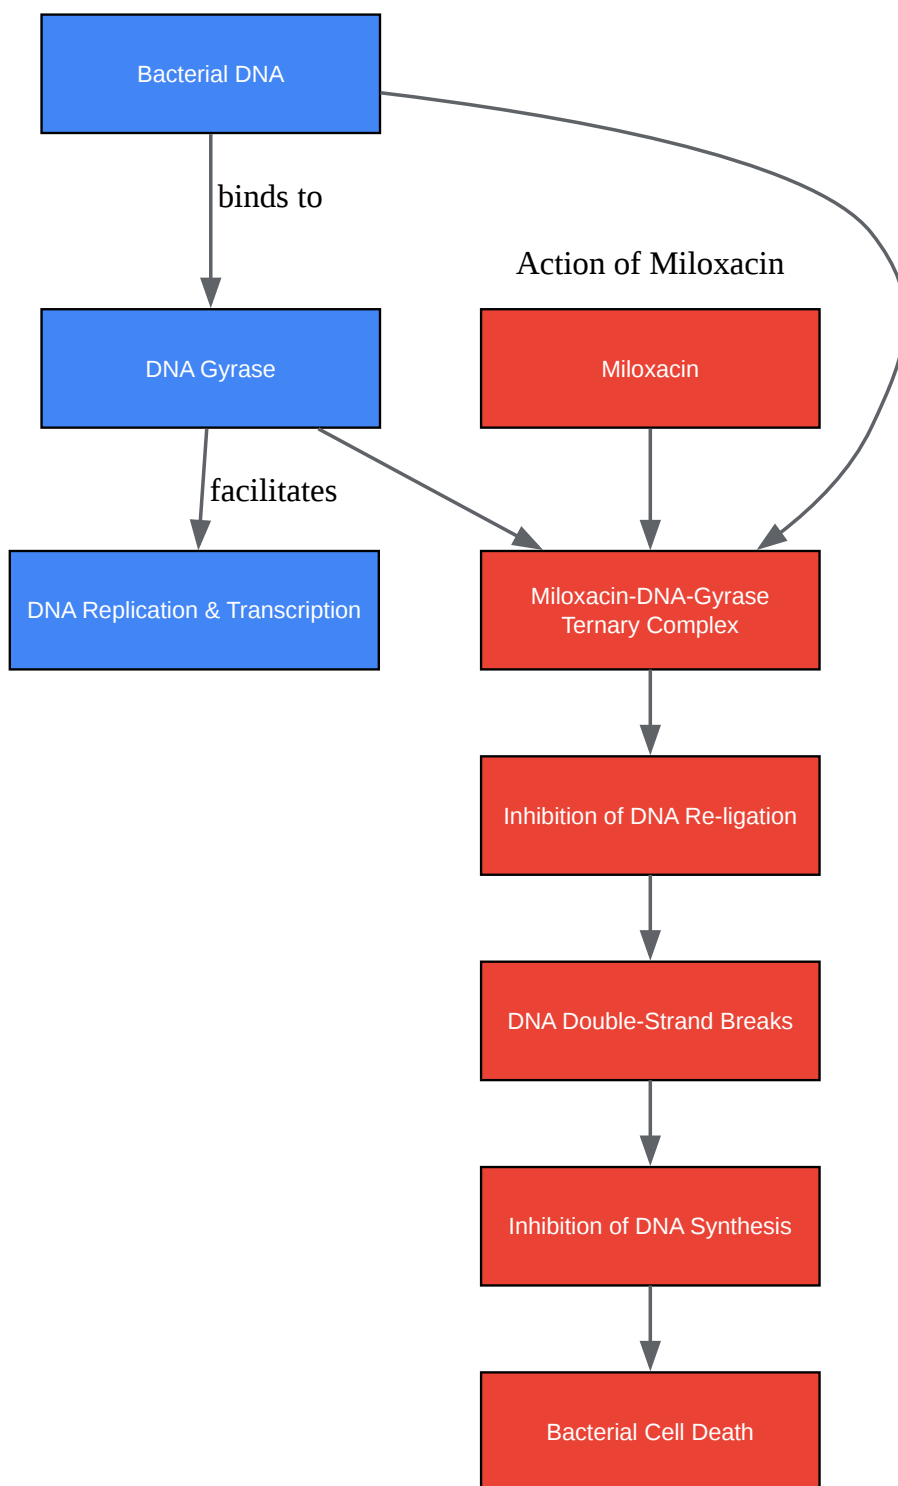 Bacterial DNA
binds to
Action of Miloxacin
DNA Gyrase
Miloxacin
facilitates
DNA Replication & Transcription
Miloxacin-DNA-Gyrase
Ternary Complex
Inhibition of DNA Re-ligation
DNA Double-Strand Breaks
Inhibition of DNA Synthesis
Bacterial Cell Death